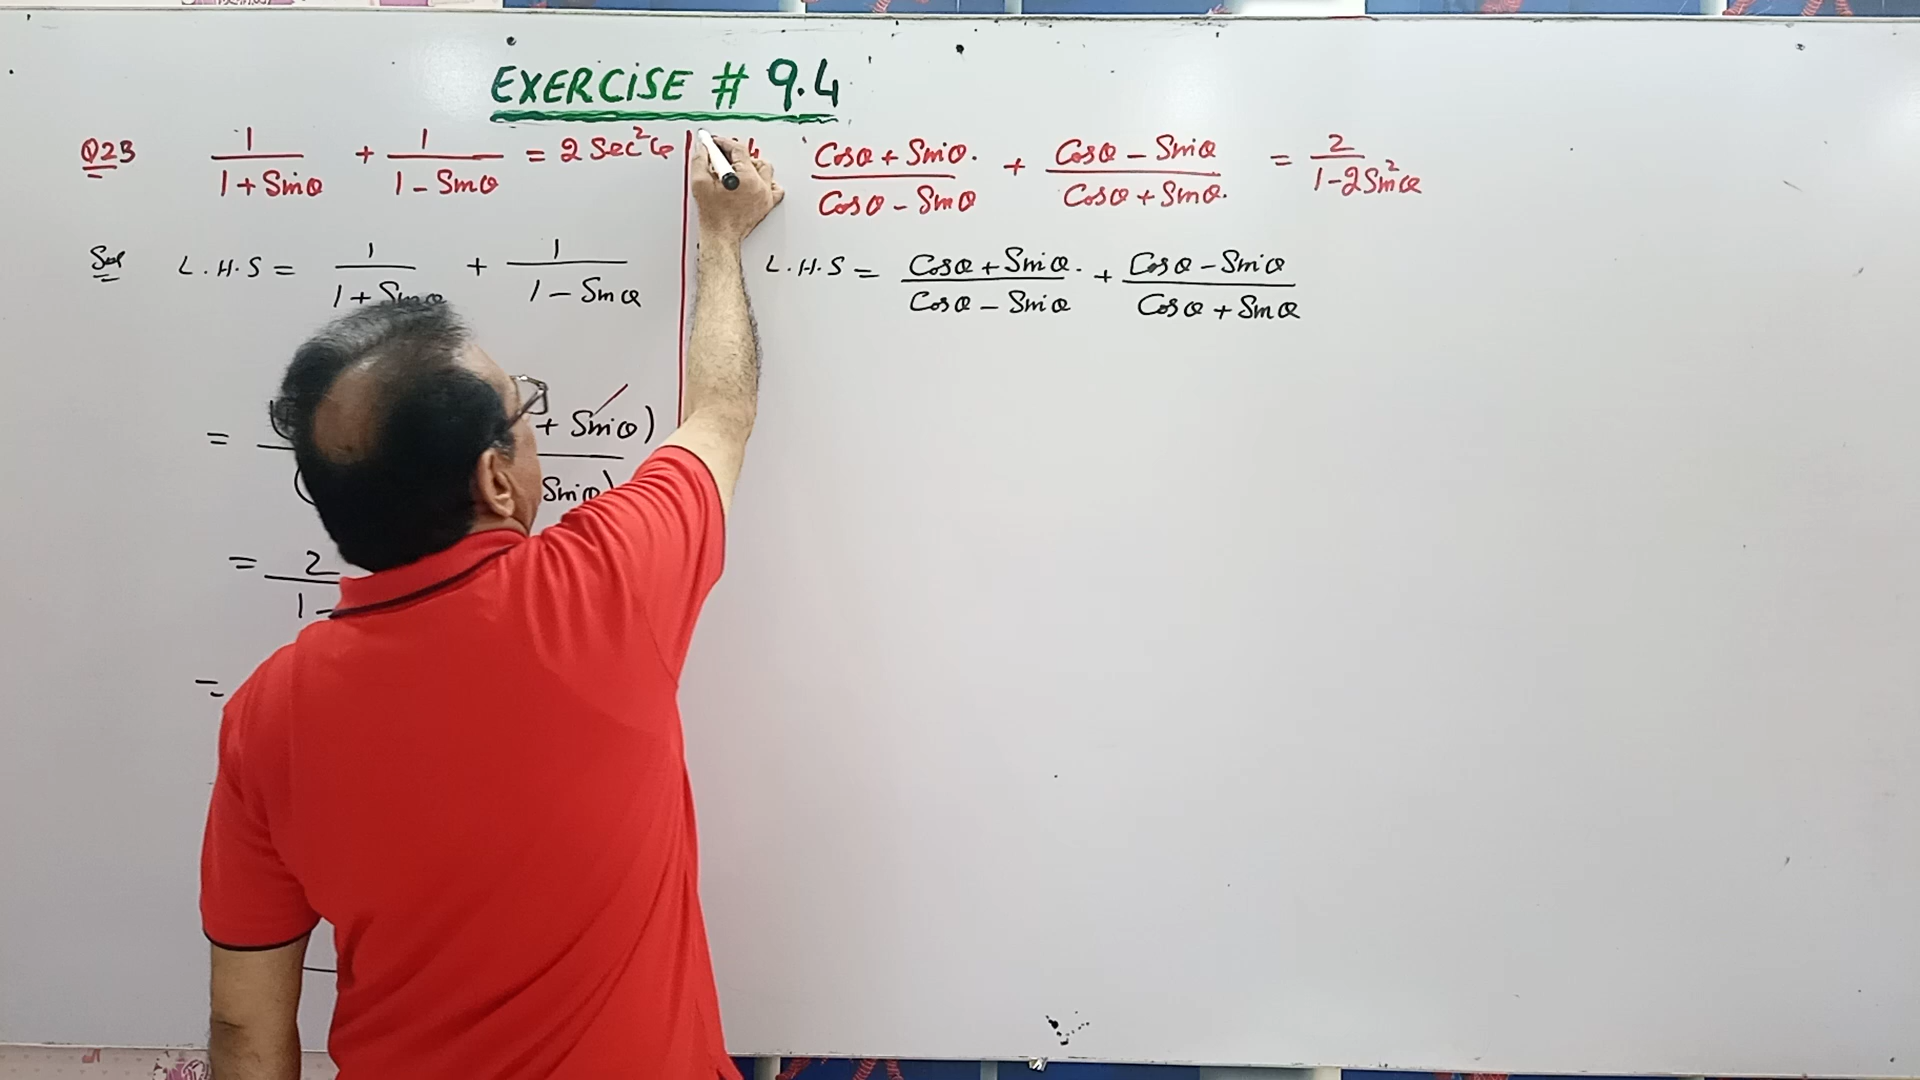 EXERCISE # 9.4
Q23 1/(1 + Sinθ) + 1/(1 - Sinθ) = 2 Sec²θ
Sol L.H.S = 1/(1 + Sinθ) + 1/(1 - Sinθ)
= + Sinθ)
Sinθ)
= 2
1 -
=
4 (Cosθ + Sinθ)/(Cosθ - Sinθ) + (Cosθ - Sinθ)/(Cosθ + Sinθ) = 2/(1 - 2Sin²θ)
L.H.S = (Cosθ + Sinθ)/(Cosθ - Sinθ) + (Cosθ - Sinθ)/(Cosθ + Sinθ)